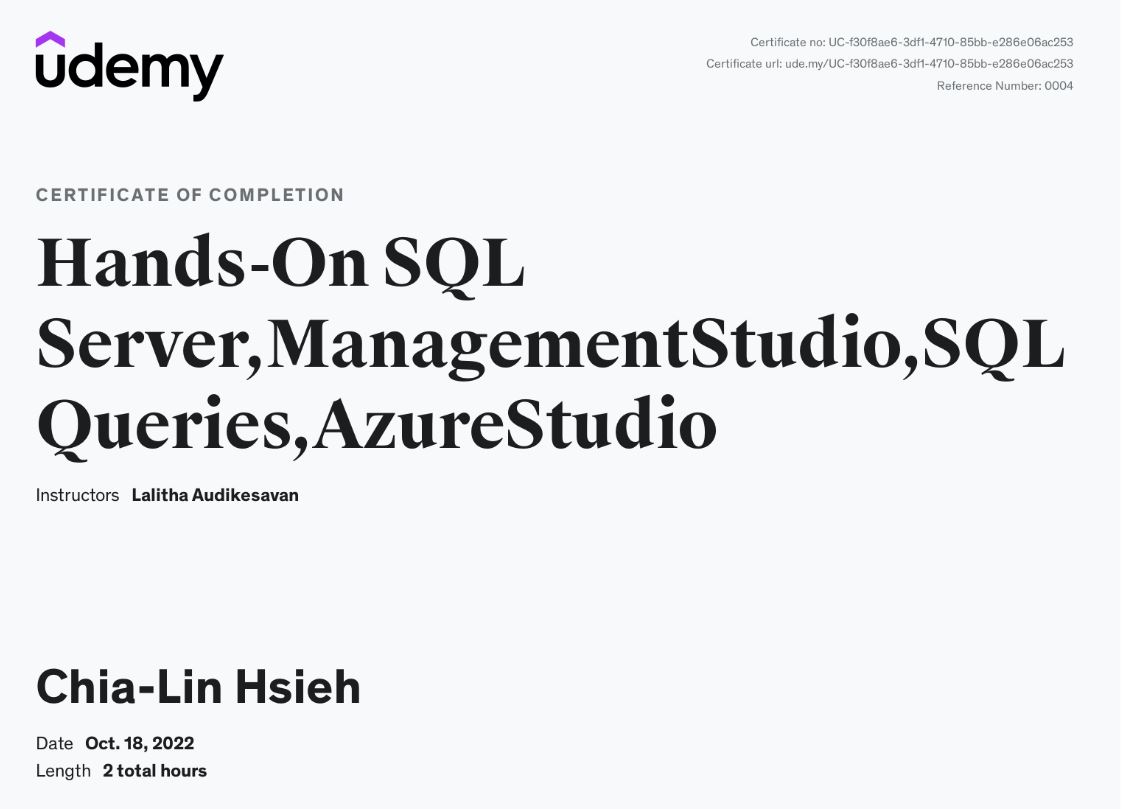 udemy
Certificate no: UC-f30f8ae6-3df1-4710-85bb-e286e06ac253
Certificate url: ude.my/UC-f30f8ae6-3df1-4710-85bb-e286e06ac253
Reference Number: 0004
CERTIFICATE OF COMPLETION
Hands-On SQL
Server,ManagementStudio,SQL
Queries,AzureStudio
Instructors Lalitha Audikesavan
Chia-Lin Hsieh
Date Oct. 18, 2022
Length 2 total hours